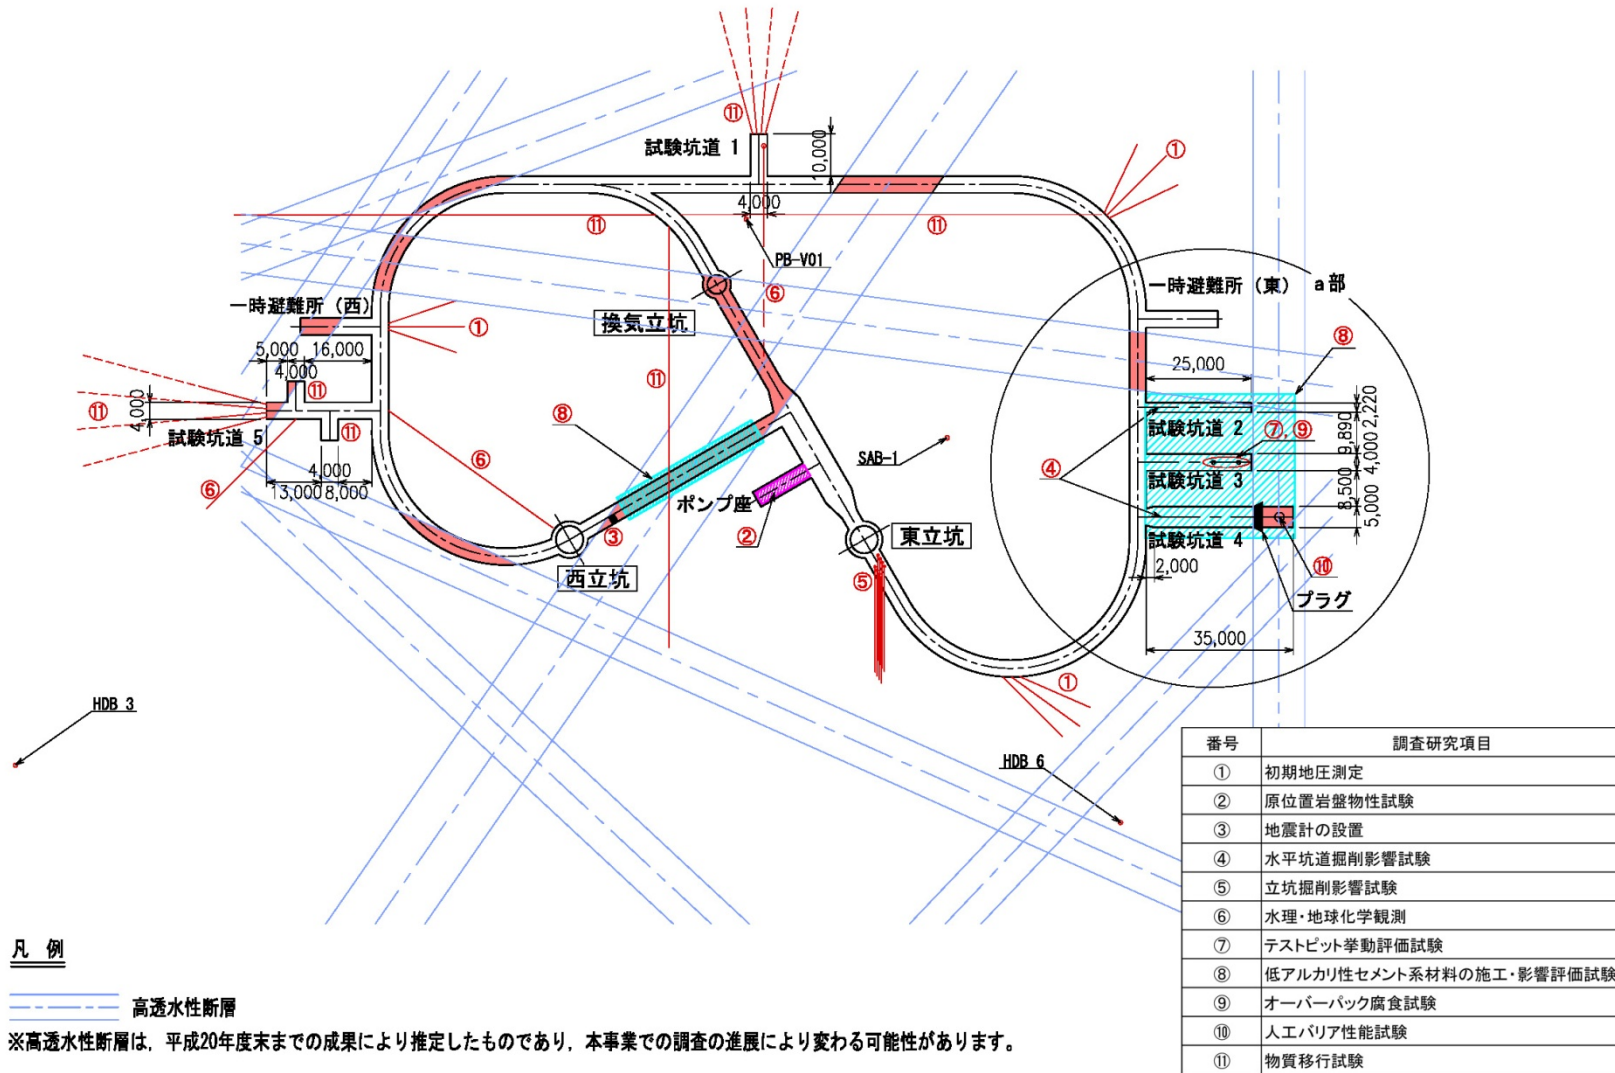 ⑪
試験坑道 1
10,000
4,000
①
⑪
⑪
PB-V01
⑥
一時避難所（西）
換気立坑
①
5,000
16,000
4,000
⑪
⑪
4,000
試験坑道 5
⑪
4,000
13,000
8,000
⑥
⑥
⑪
⑧
SAB-1
ポンプ座
②
③
西立坑
東立坑
⑤
①
一時避難所（東）
a部
⑧
25,000
試験坑道 2
⑦,⑨
④
試験坑道 3
試験坑道 4
2,220
9,890
4,000
8,500
5,000
2,000
⑩
プラグ
35,000
HDB 3
HDB 6
番号 調査研究項目
① 初期地圧測定
② 原位置岩盤物性試験
③ 地震計の設置
④ 水平坑道掘削影響試験
⑤ 立坑掘削影響試験
⑥ 水理・地球化学観測
⑦ テストピット挙動評価試験
⑧ 低アルカリ性セメント系材料の施工・影響評価試験
⑨ オーバーパック腐食試験
⑩ 人工バリア性能試験
⑪ 物質移行試験
凡 例
高透水性断層
※高透水性断層は，平成20年度末までの成果により推定したものであり，本事業での調査の進展により変わる可能性があります。